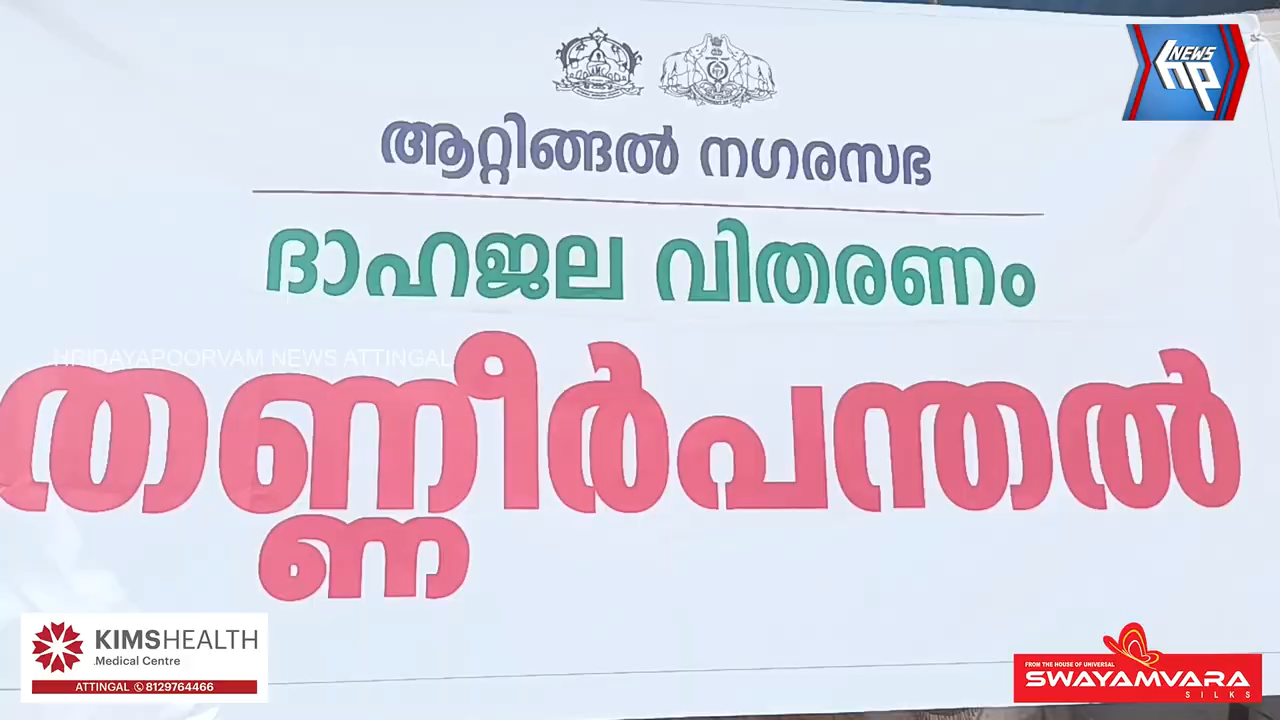 NEWS
hp
ആറ്റിങ്ങൽ നഗരസഭ
ദാഹജല വിതരണം
HRIDAYAPOORVAM NEWS ATTINGAL
തണ്ണീർപന്തൽ
KIMSHEALTH
Medical Centre
ATTINGAL 8129764466
FROM THE HOUSE OF UNIVERSAL
SWAYAMVARA
SILKS